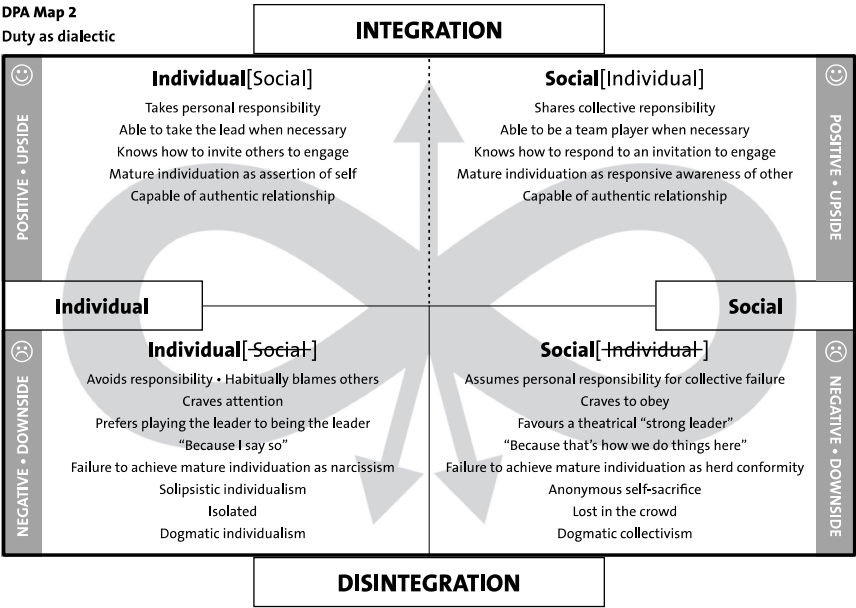 DPA Map 2
Duty as dialectic
INTEGRATION
POSITIVE • UPSIDE
Individual[Social]
Takes personal responsibility
Able to take the lead when necessary
Knows how to invite others to engage
Mature individuation as assertion of self
Capable of authentic relationship
Social[Individual]
Shares collective reponsibility
Able to be a team player when necessary
Knows how to respond to an invitation to engage
Mature individuation as responsive awareness of other
Capable of authentic relationship
POSITIVE • UPSIDE
Individual
Social
NEGATIVE • DOWNSIDE
Individual[Social]
Avoids responsibility • Habitually blames others
Craves attention
Prefers playing the leader to being the leader
“Because I say so”
Failure to achieve mature individuation as narcissism
Solipsistic individualism
Isolated
Dogmatic individualism
Social[Individual]
Assumes personal responsibility for collective failure
Craves to obey
Favours a theatrical “strong leader”
“Because that’s how we do things here”
Failure to achieve mature individuation as herd conformity
Anonymous self-sacrifice
Lost in the crowd
Dogmatic collectivism
NEGATIVE • DOWNSIDE
DISINTEGRATION